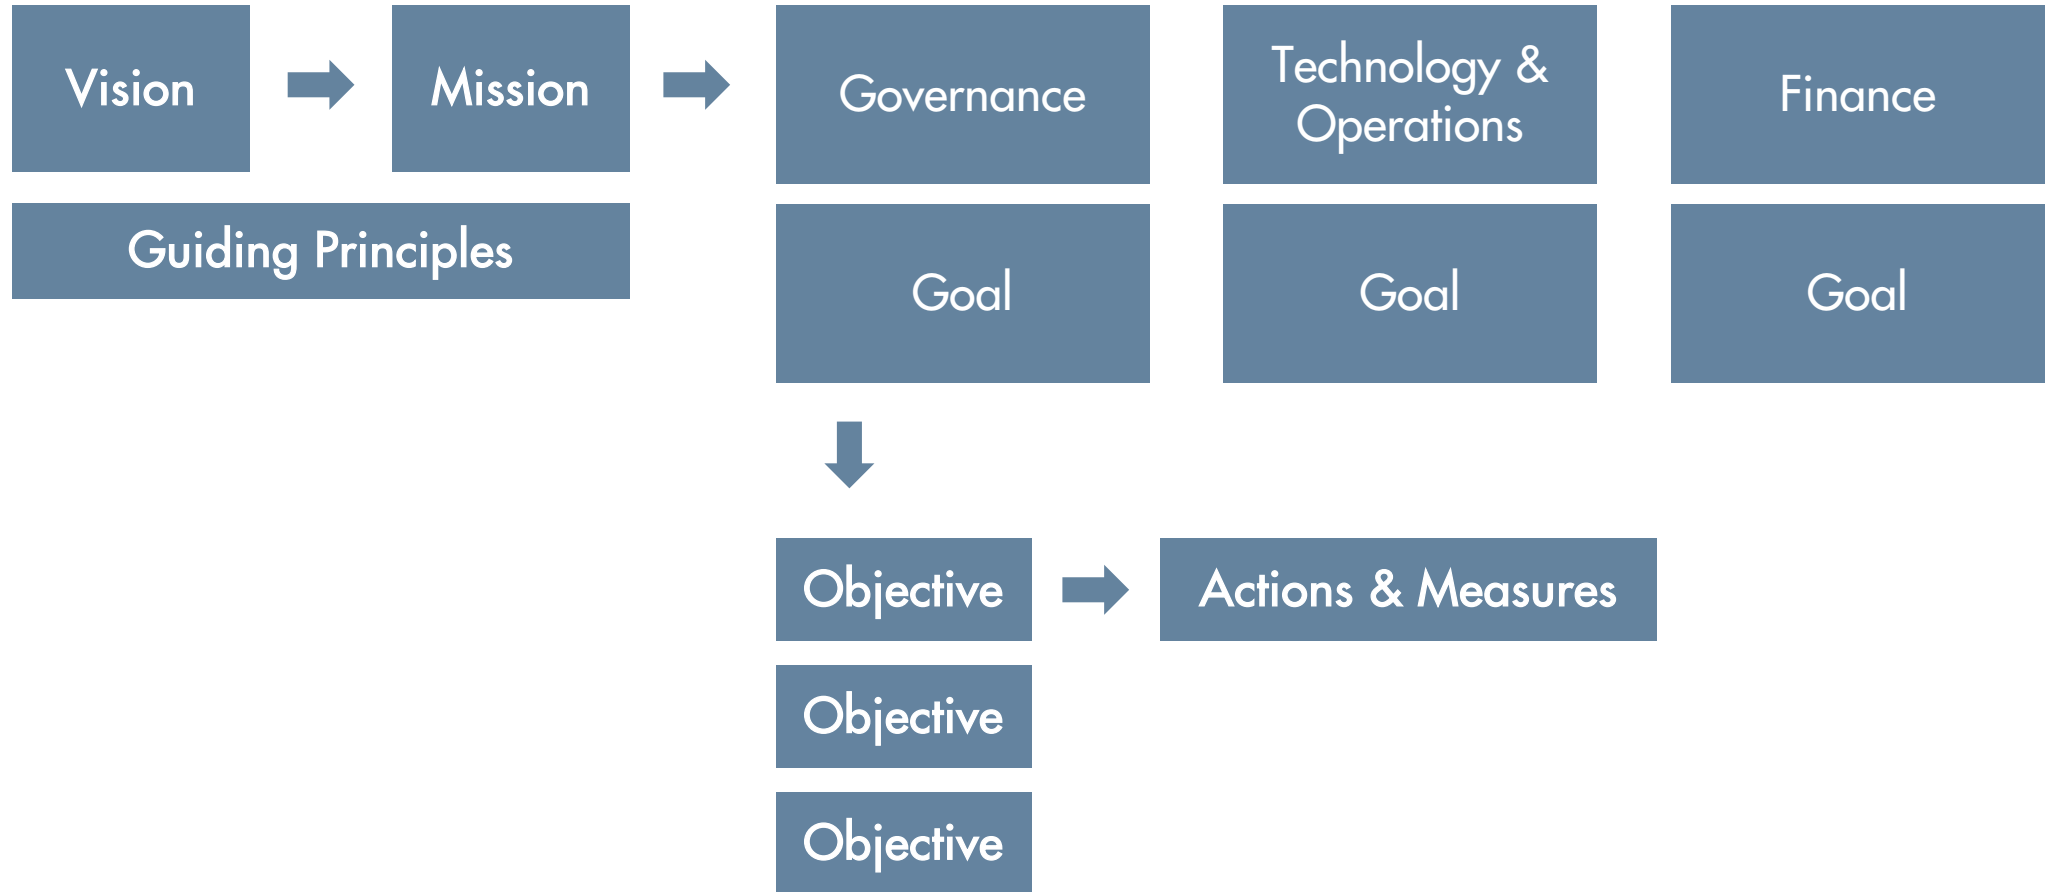 Vision
Mission
Guiding Principles
Governance
Technology &
Operations
Finance
Goal
Goal
Goal
Objective
Actions & Measures
Objective
Objective